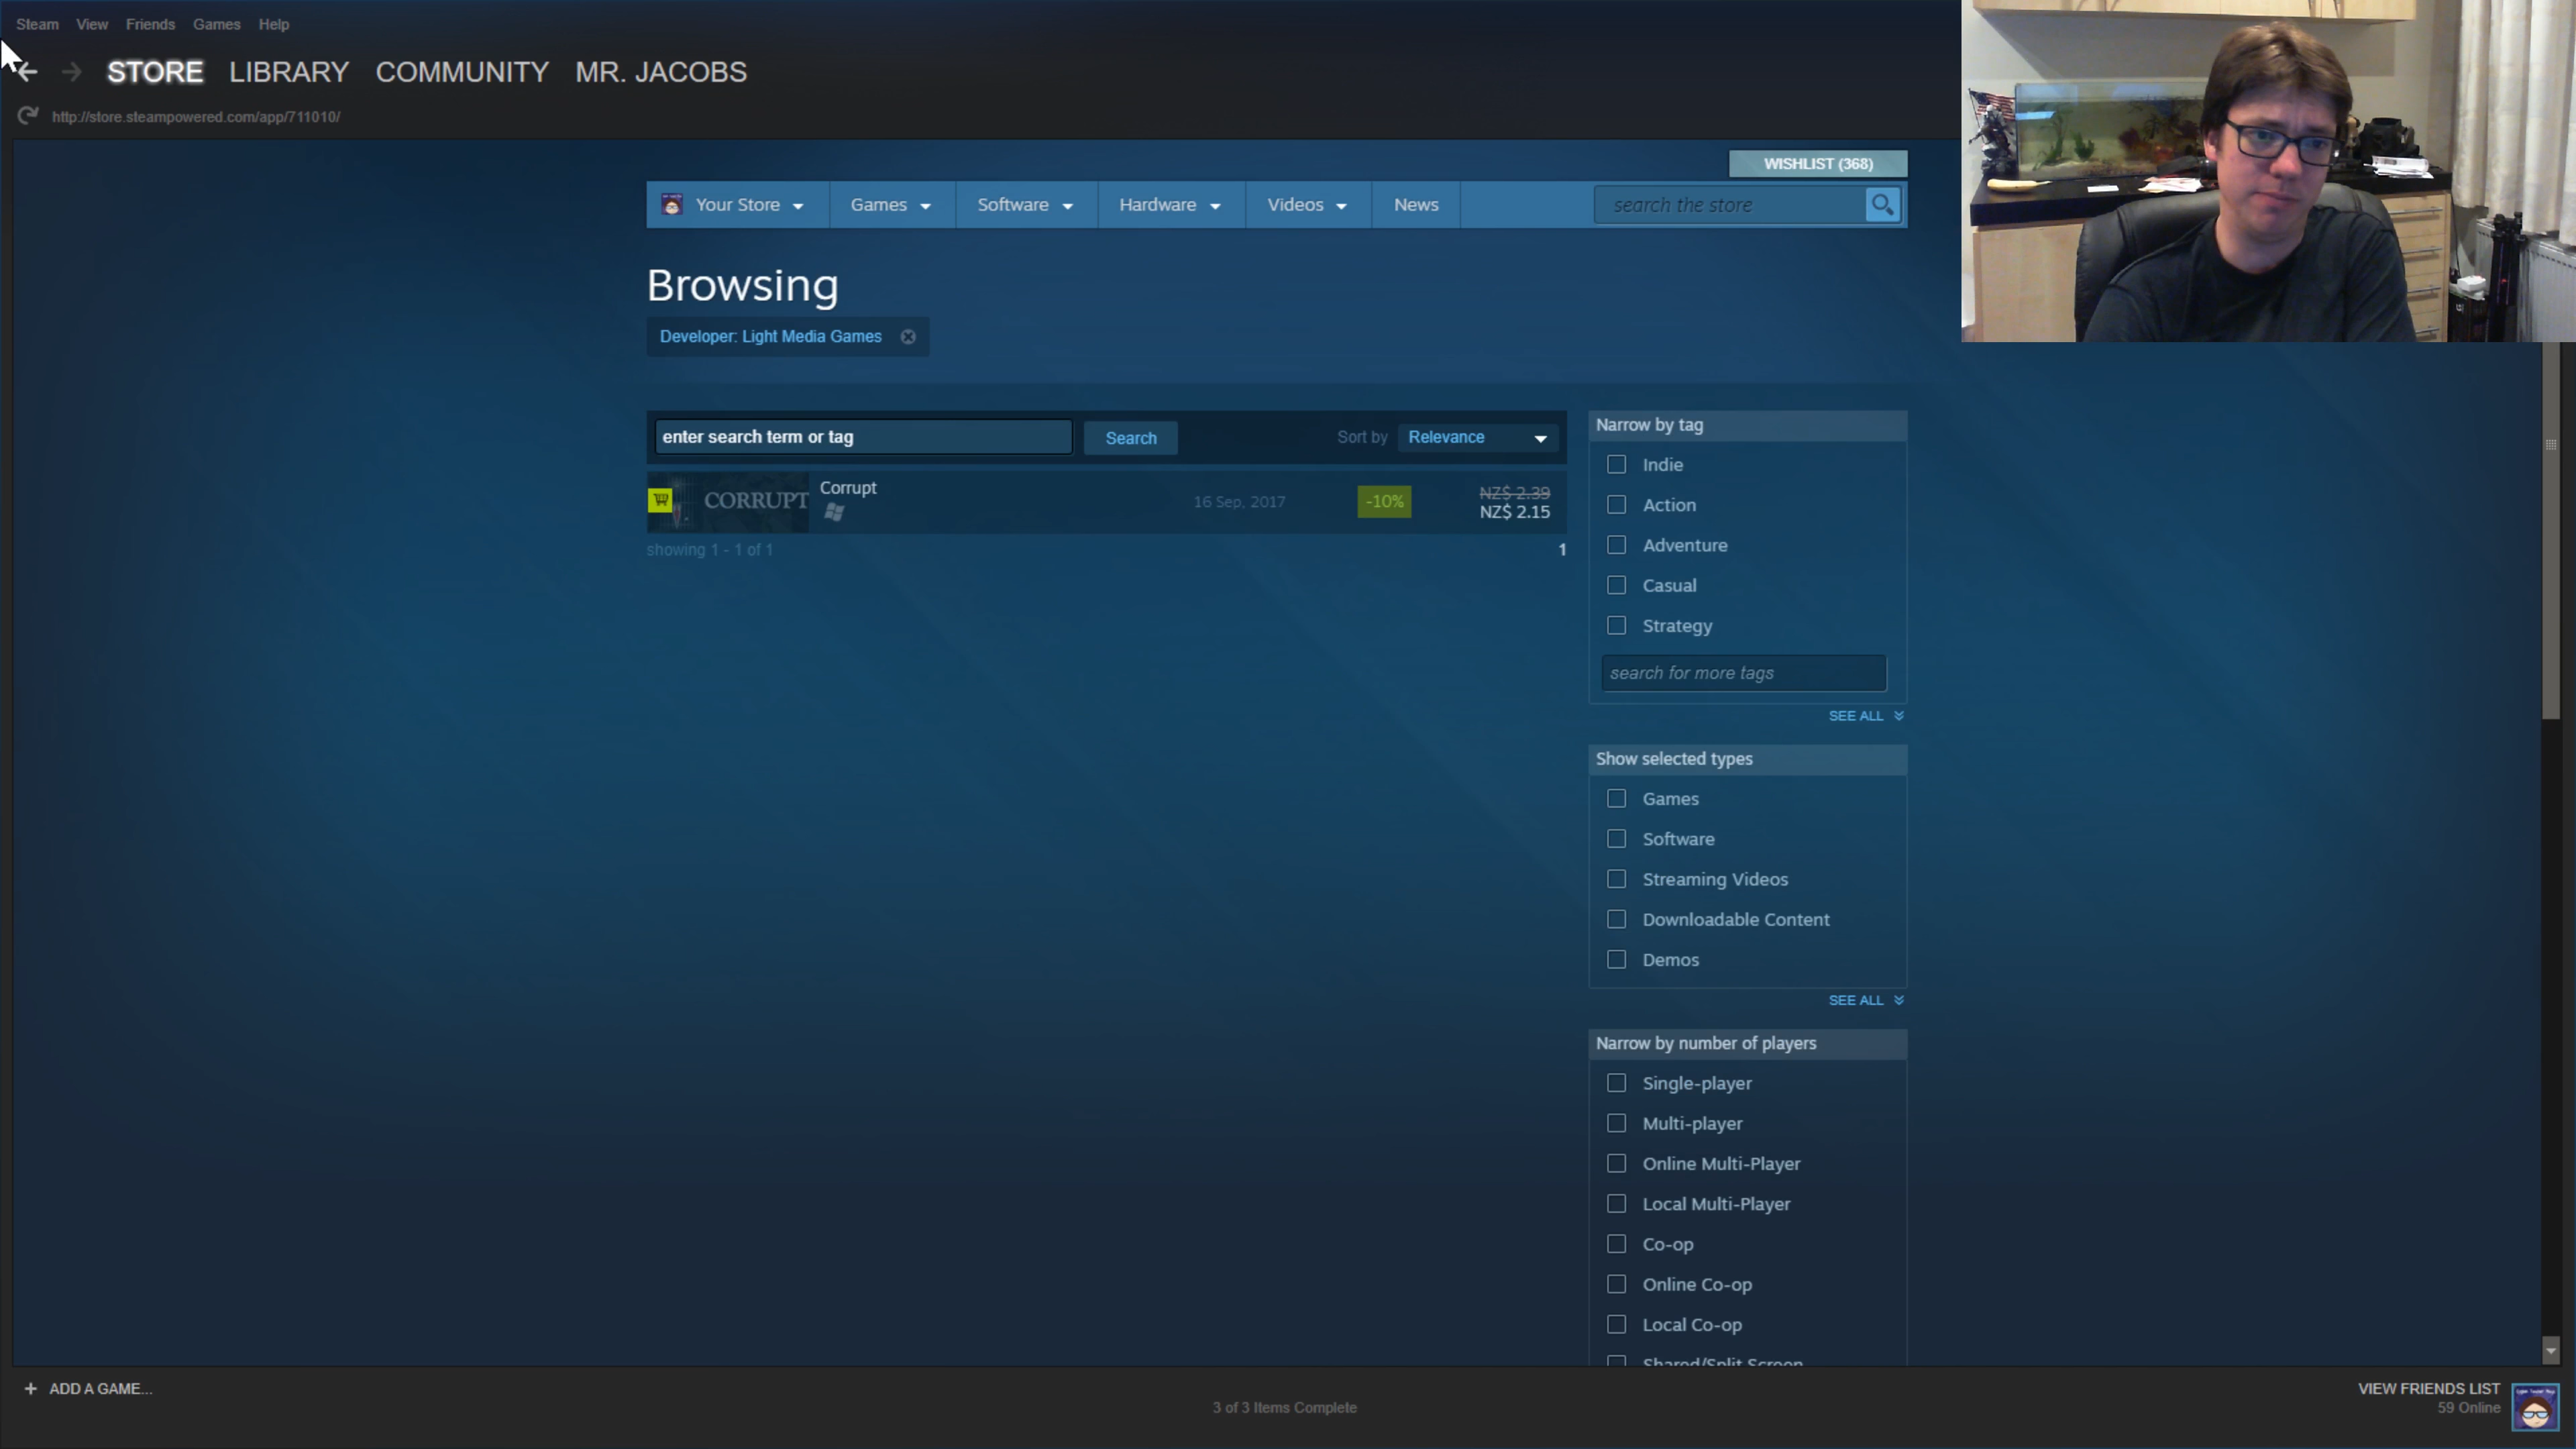 Steam View Friends Games Help
STORE LIBRARY COMMUNITY MR. JACOBS
http://store.steampowered.com/app/711010/
WISHLIST (368)
Your Store Games Software Hardware Videos News search the store
Browsing
Developer: Light Media Games
enter search term or tag Search Sort by Relevance
CORRUPT Corrupt 16 Sep, 2017 -10% NZ$ 2.39
NZ$ 2.15
showing 1 - 1 of 1 1
Narrow by tag
Indie
Action
Adventure
Casual
Strategy
search for more tags
SEE ALL
Show selected types
Games
Software
Streaming Videos
Downloadable Content
Demos
SEE ALL
Narrow by number of players
Single-player
Multi-player
Online Multi-Player
Local Multi-Player
Co-op
Online Co-op
Local Co-op
Shared/Split Screen
+ ADD A GAME...
3 of 3 Items Complete
VIEW FRIENDS LIST
59 Online